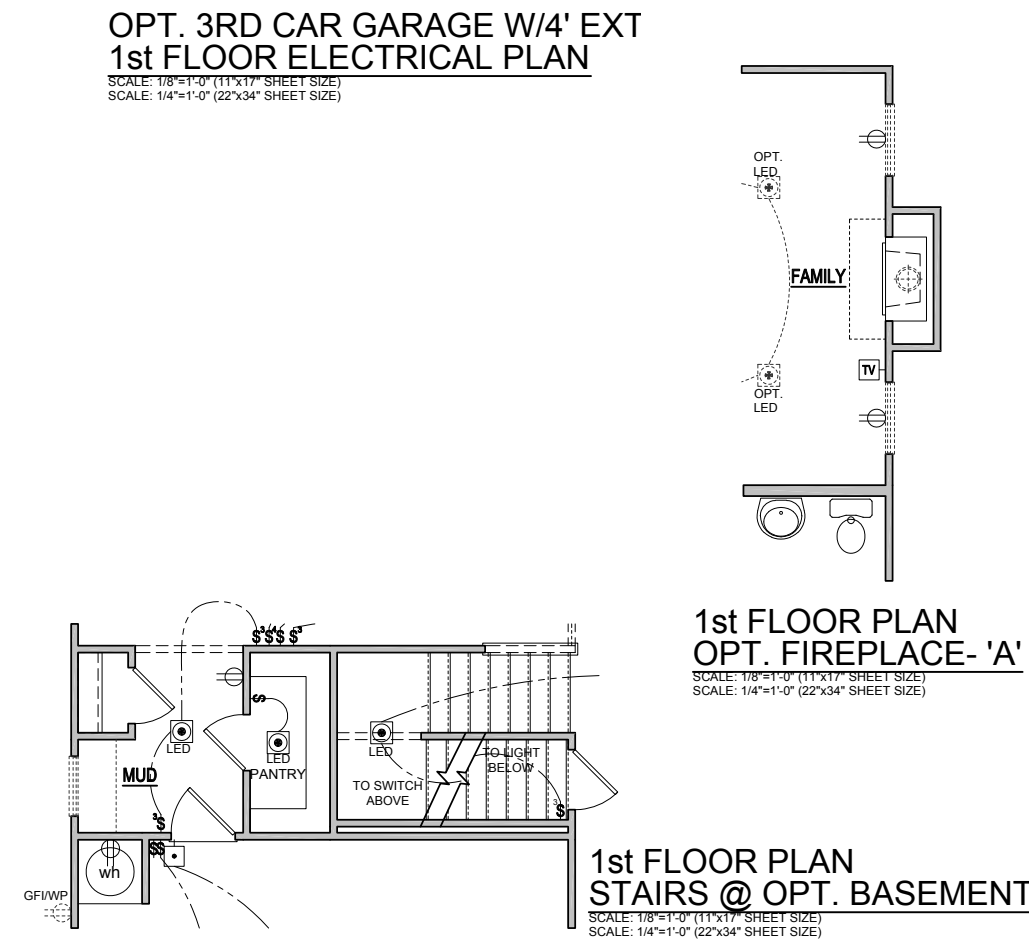 OPT. 3RD CAR GARAGE W/4' EXT
1st FLOOR ELECTRICAL PLAN
SCALE: 1/8"=1'-0" (11"x17" SHEET SIZE)
SCALE: 1/4"=1'-0" (22"x34" SHEET SIZE)
OPT.
LED
FAMILY
TV
OPT.
LED
1st FLOOR PLAN
OPT. FIREPLACE- 'A'
SCALE: 1/8"=1'-0" (11"x17" SHEET SIZE)
SCALE: 1/4"=1'-0" (22"x34" SHEET SIZE)
$3 $4 $ $3
$
LED
LED
LED
TO LIGHT
BELOW
MUD
PANTRY
TO SWITCH
ABOVE
3$
3$
$$
wh
GFI/WP
1st FLOOR PLAN
STAIRS @ OPT. BASEMENT
SCALE: 1/8"=1'-0" (11"x17" SHEET SIZE)
SCALE: 1/4"=1'-0" (22"x34" SHEET SIZE)